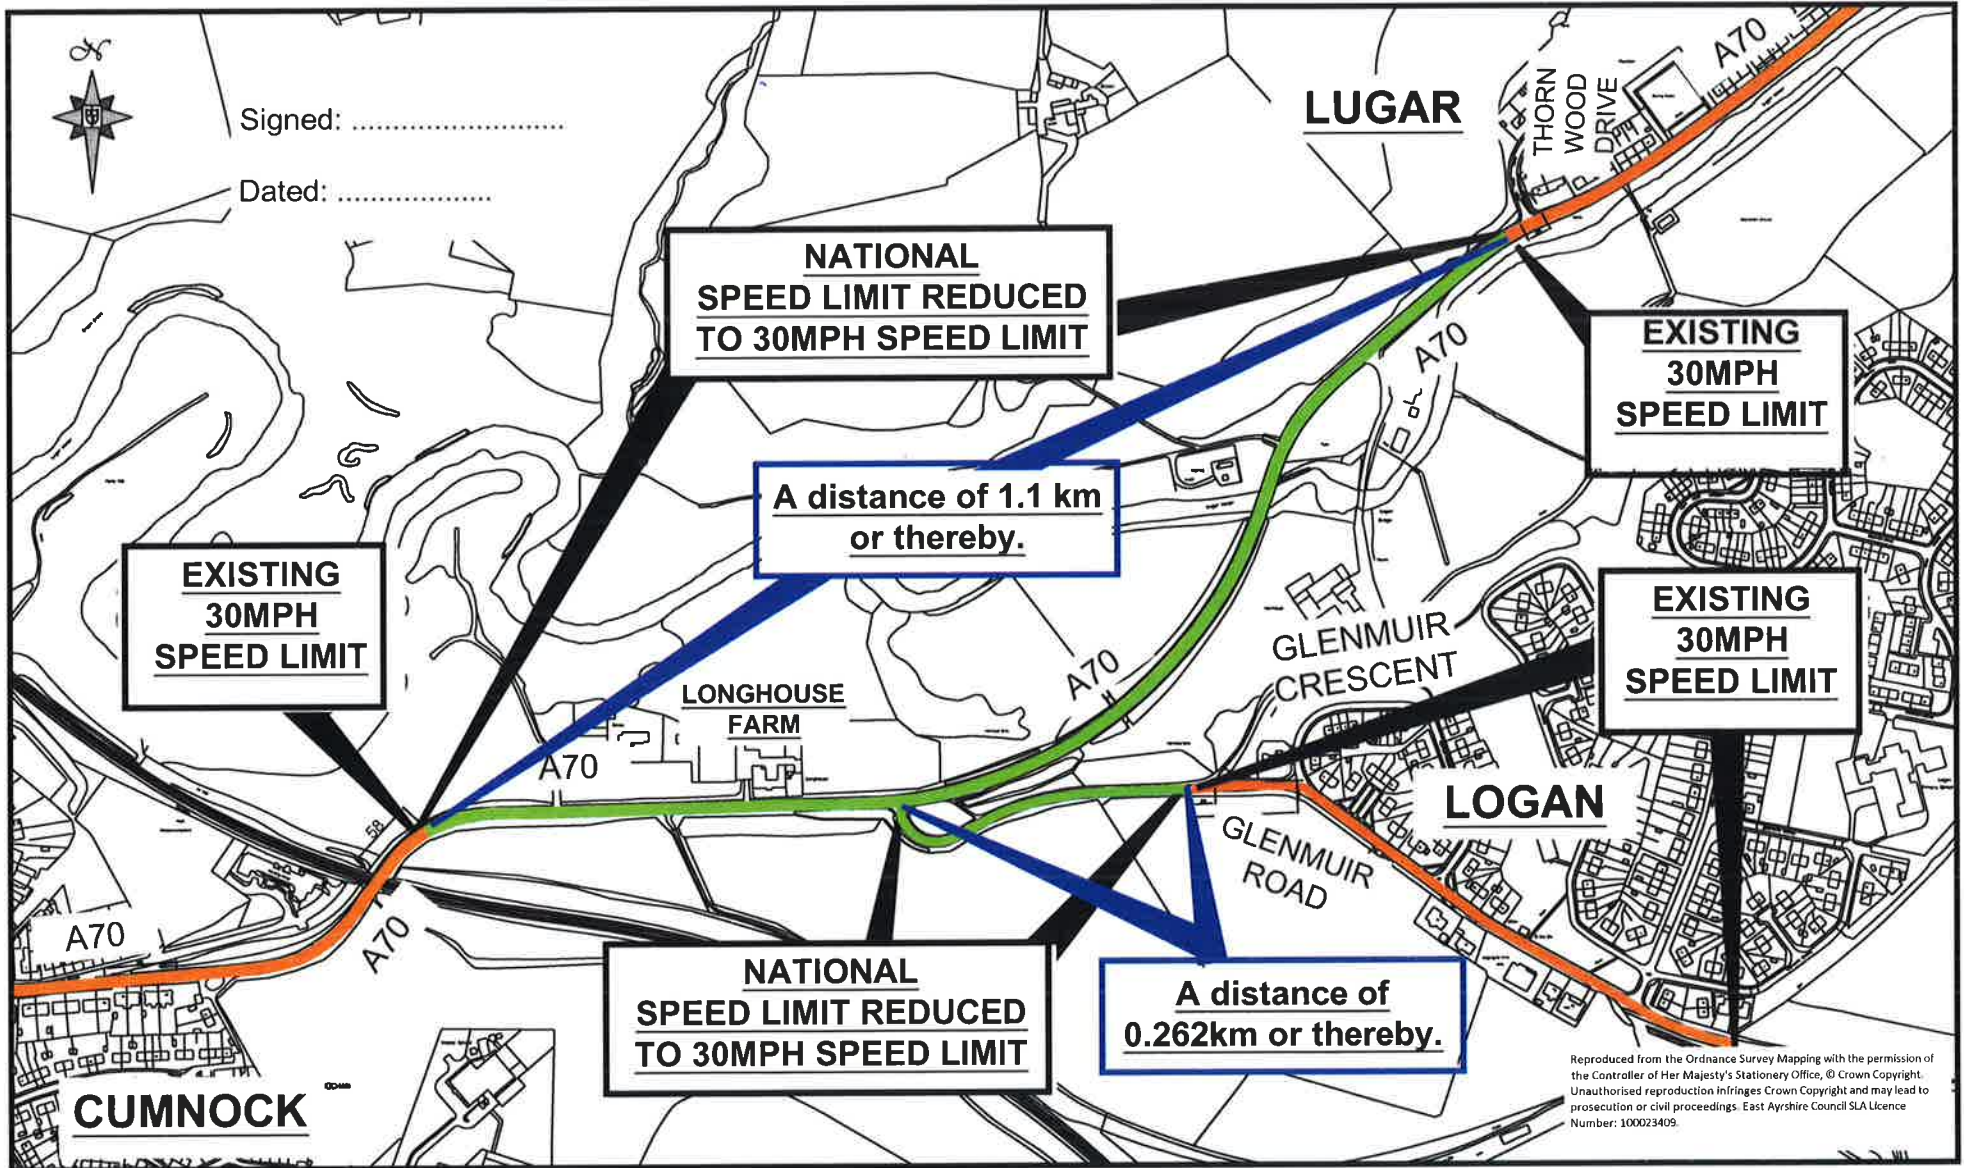 N
Signed: ............................
Dated: ....................
LUGAR
THORN
WOOD
DRIVE
A70
NATIONAL
SPEED LIMIT REDUCED
TO 30MPH SPEED LIMIT
EXISTING
30MPH
SPEED LIMIT
A70
A distance of 1.1 km
or thereby.
EXISTING
30MPH
SPEED LIMIT
EXISTING
30MPH
SPEED LIMIT
GLENMUIR
CRESCENT
A70
LONGHOUSE
FARM
A70
LOGAN
58
GLENMUIR
ROAD
A70
A70
NATIONAL
SPEED LIMIT REDUCED
TO 30MPH SPEED LIMIT
A distance of
0.262km or thereby.
CUMNOCK
Reproduced from the Ordnance Survey Mapping with the permission of
the Controller of Her Majesty's Stationery Office, © Crown Copyright.
Unauthorised reproduction infringes Crown Copyright and may lead to
prosecution or civil proceedings. East Ayrshire Council SLA Licence
Number: 100023409.